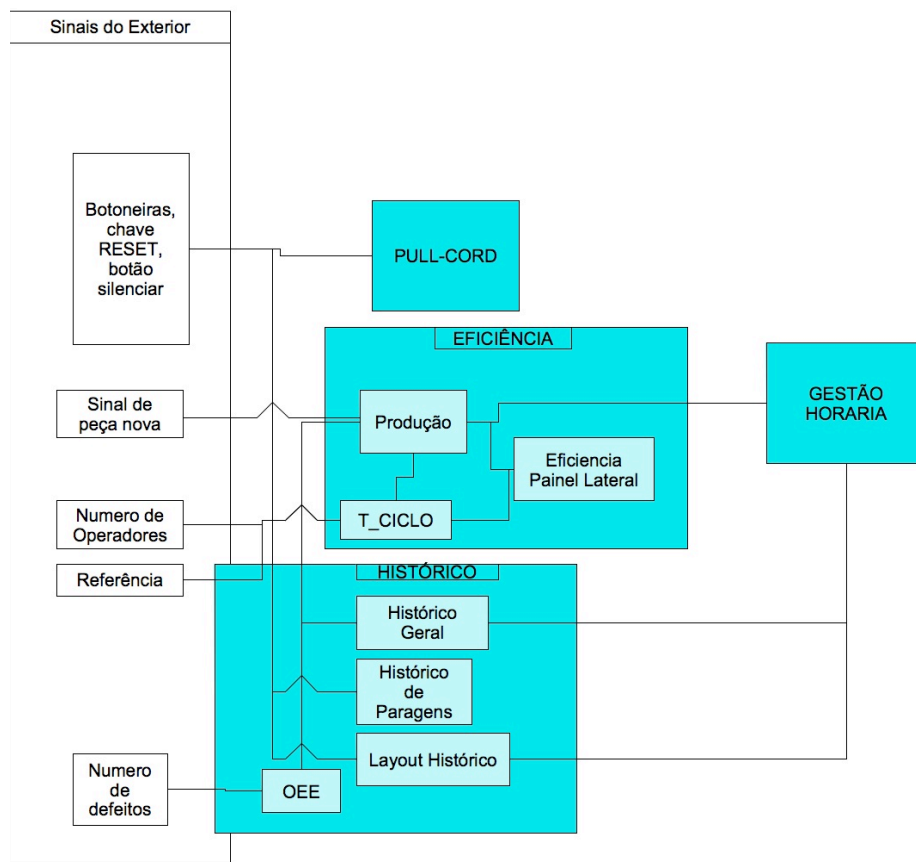 Sinais do Exterior
Botoneiras,
chave
RESET,
botão
silenciar
PULL-CORD
EFICIÊNCIA
Sinal de
peça nova
Produção
GESTÃO
HORARIA
Eficiencia
Painel Lateral
Numero de
Operadores
T_CICLO
Referência
HISTÓRICO
Histórico
Geral
Histórico
de
Paragens
Layout Histórico
Numero
de
defeitos
OEE